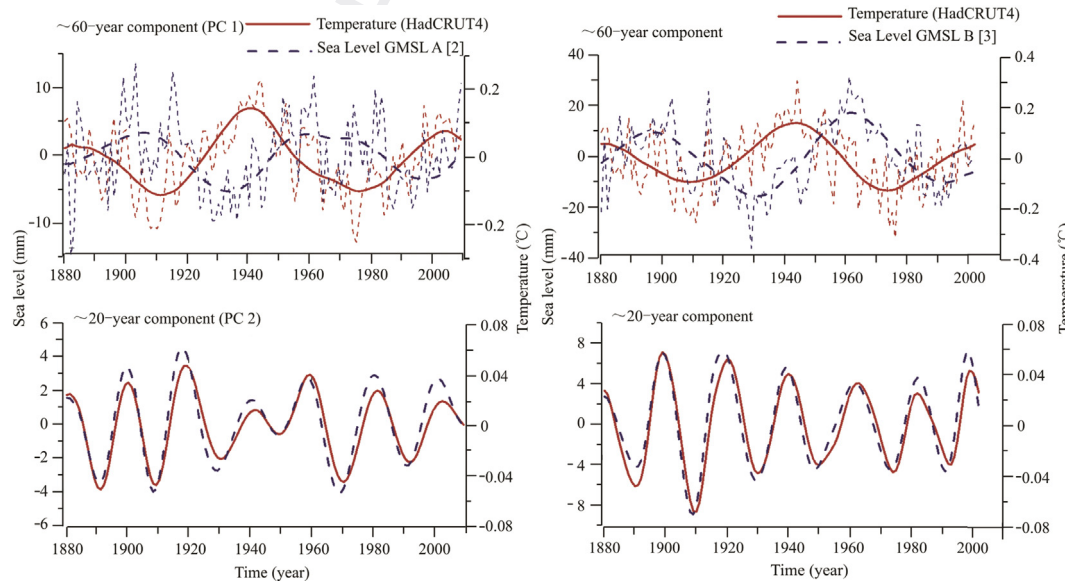 ~60-year component (PC 1)
Temperature (HadCRUT4)
Sea Level GMSL A [2]
10
0
-10
0.2
0
-0.2
1880 1900 1920 1940 1960 1980 2000
Sea level (mm)
Temperature (℃)
~60-year component
Temperature (HadCRUT4)
Sea Level GMSL B [3]
40
20
0
-20
-40
0.4
0.2
0
-0.2
-0.4
1880 1900 1920 1940 1960 1980 2000
Sea level (mm)
Temperature (℃)
~20-year component (PC 2)
6
4
2
0
-2
-4
-6
0.08
0.04
0
-0.04
-0.08
1880 1900 1920 1940 1960 1980 2000
Time (year)
~20-year component
8
4
0
-4
-8
0.08
0.04
0
-0.04
-0.08
1880 1900 1920 1940 1960 1980 2000
Time (year)